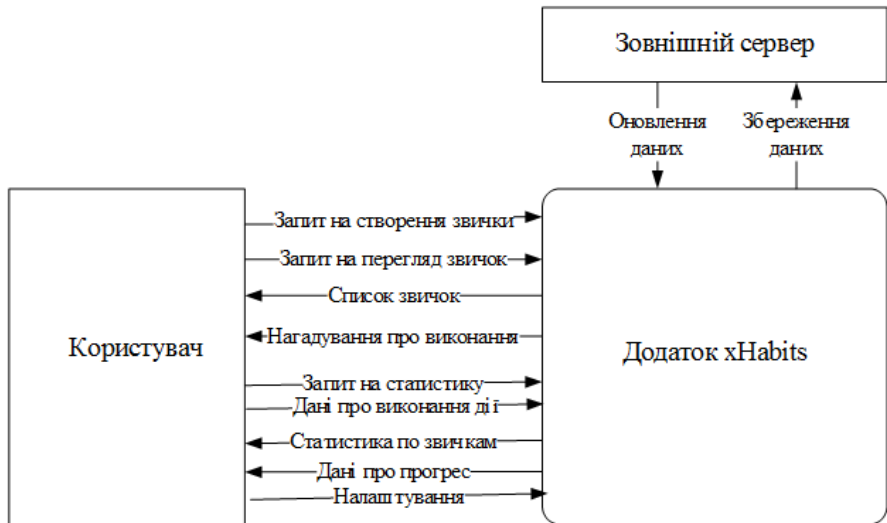 Зовнішній сервер
Оновлення
даних
Збереження
даних
Запит на створення звички
Запит на перегляд звичок
Список звичок
Нагадування про виконання
Користувач
Додаток xHabits
Запит на статистику
Дані про виконання дії
Статистика по звичкам
Дані про прогрес
Налаштування